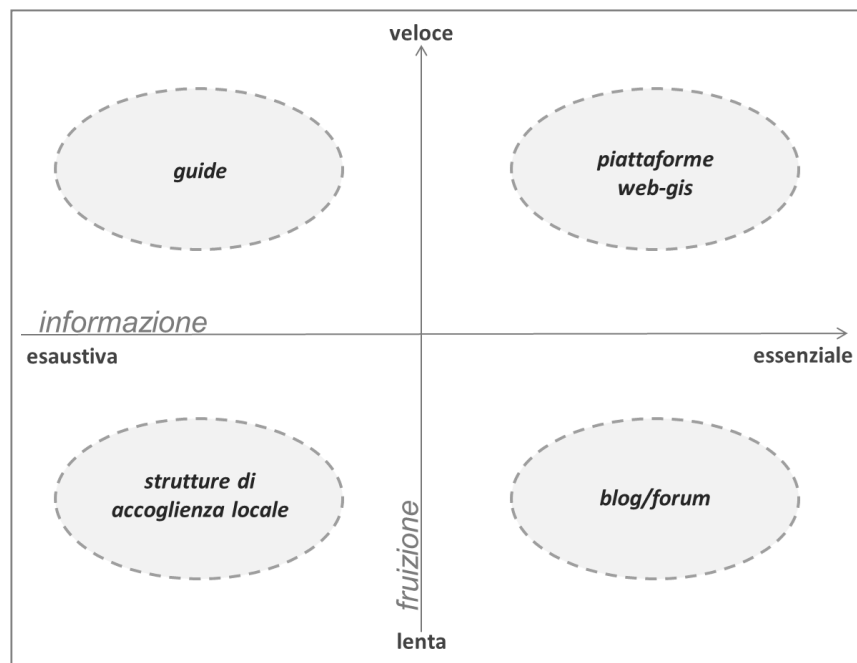 veloce
guide
piattaforme
web-gis
informazione
esaustiva
essenziale
strutture di
accoglienza locale
blog/forum
fruizione
lenta